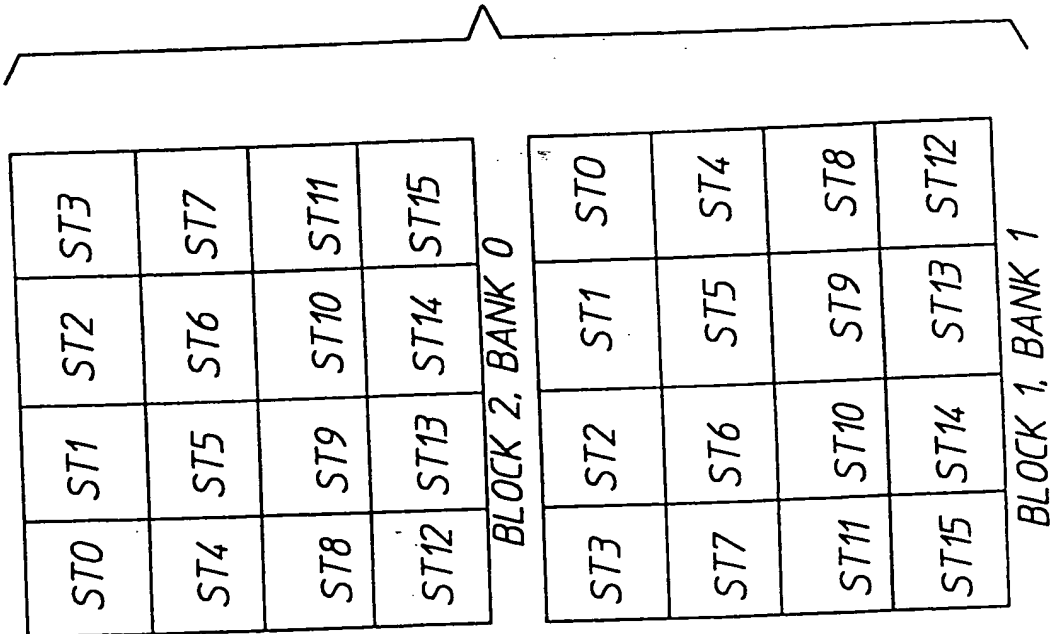 ST0 ST1 ST2 ST3
ST4 ST5 ST6 ST7
ST8 ST9 ST10 ST11
ST12 ST13 ST14 ST15
BLOCK 2, BANK 0
ST3 ST2 ST1 ST0
ST7 ST6 ST5 ST4
ST11 ST10 ST9 ST8
ST15 ST14 ST13 ST12
BLOCK 1, BANK 1